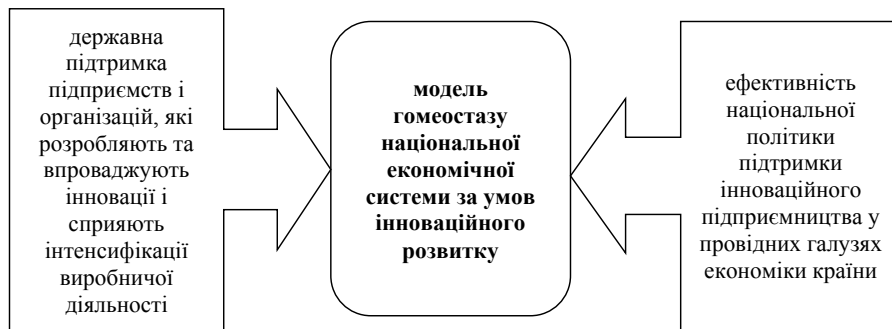 державна
підтримка
підприємств і
організацій, які
розробляють та
впроваджують
інновації і
сприяють
інтенсифікації
виробничої
діяльності
модель
гомеостазу
національної
економічної
системи за умов
інноваційного
розвитку
ефективність
національної
політики
підтримки
інноваційного
підприємництва у
провідних галузях
економіки країни